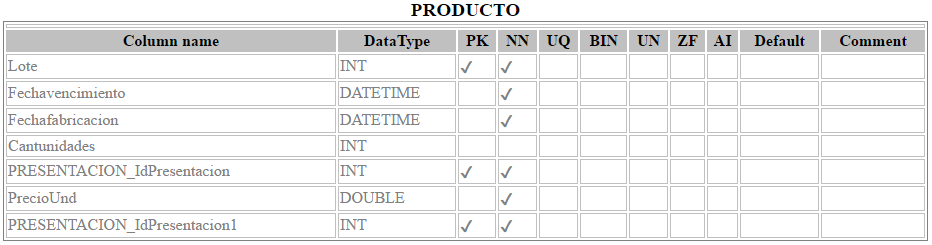 PRODUCTO
Column name DataType PK NN UQ BIN UN ZF AI Default Comment
Lote INT ✓ ✓
Fechavencimiento DATETIME ✓
Fechafabricacion DATETIME ✓
Cantunidades INT
PRESENTACION_IdPresentacion INT ✓ ✓
PrecioUnd DOUBLE ✓
PRESENTACION_IdPresentacion1 INT ✓ ✓